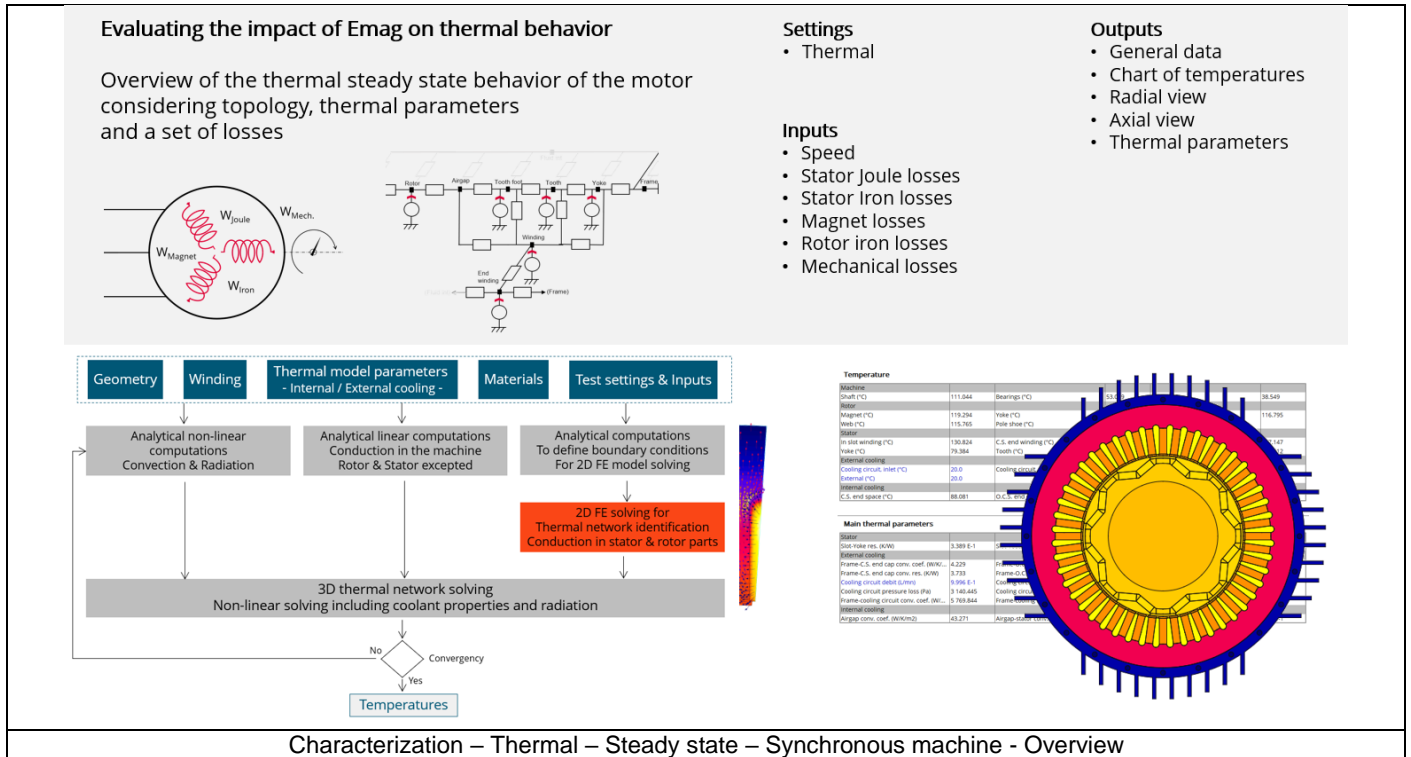 Evaluating the impact of Emag on thermal behavior
Overview of the thermal steady state behavior of the motor
considering topology, thermal parameters
and a set of losses
Settings
• Thermal
Inputs
• Speed
• Stator Joule losses
• Stator Iron losses
• Magnet losses
• Rotor iron losses
• Mechanical losses
Outputs
• General data
• Chart of temperatures
• Radial view
• Axial view
• Thermal parameters
WJoule
WMech.
WMagnet
WIron
Rotor
Airgap
Tooth foot
Tooth
Yoke
Frame
Winding
End
winding
(Frame)
Geometry
Winding
Thermal model parameters
- Internal / External cooling -
Materials
Test settings & Inputs
Analytical non-linear
computations
Convection & Radiation
Analytical linear computations
Conduction in the machine
Rotor & Stator excepted
Analytical computations
To define boundary conditions
For 2D FE model solving
2D FE solving for
Thermal network identification
Conduction in stator & rotor parts
3D thermal network solving
Non-linear solving including coolant properties and radiation
No
Convergency
Yes
Temperatures
Temperature
Machine
Shaft (°C) 111.044 Bearings (°C) 38.549
Rotor
Magnet (°C) 119.294 Yoke (°C) 116.795
Web (°C) 115.765 Pole shoe (°C)
Stator
In slot winding (°C) 130.824 C.S. end winding (°C)
Yoke (°C) 79.384 Tooth (°C)
External cooling
Cooling circuit, inlet (°C) 20.0 Cooling circuit,
External (°C) 20.0
Internal cooling
C.S. end space (°C) 88.081 O.C.S. end
Main thermal parameters
Stator
Slot-Yoke res. (K/W) 3.389 E-1
External cooling
Frame-C.S. end cap conv. coef. (W/K/... 4.229
Frame-C.S. end cap conv. res. (K/W) 3.733 Frame-O.C
Cooling circuit debit (L/mn) 9.996 E-1 Cooling
Cooling circuit pressure loss (Pa) 3 140.445 Cooling circu
Frame-cooling circuit conv. coef. (W/... 5 769.844 Frame-cooling
Internal cooling
Airgap conv. coef. (W/K/m2) 43.271 Airgap-stator
Characterization – Thermal – Steady state – Synchronous machine - Overview